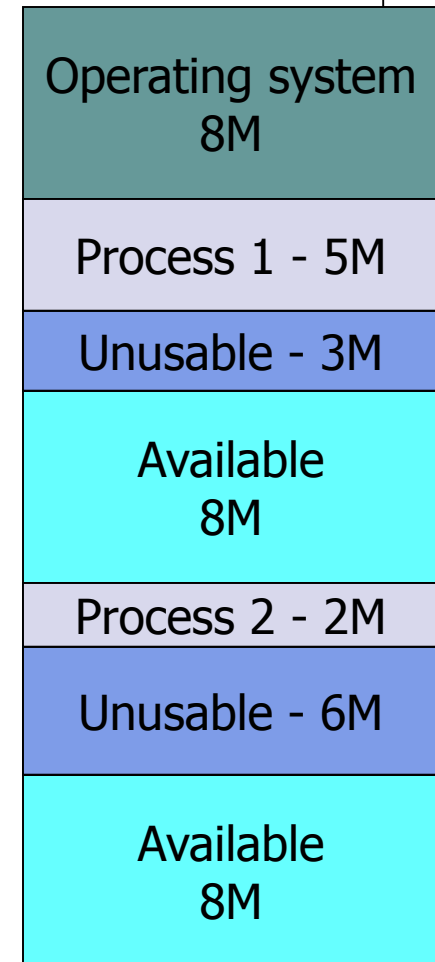 Operating system
8M
Process 1 - 5M
Unusable - 3M
Available
8M
Process 2 - 2M
Unusable - 6M
Available
8M